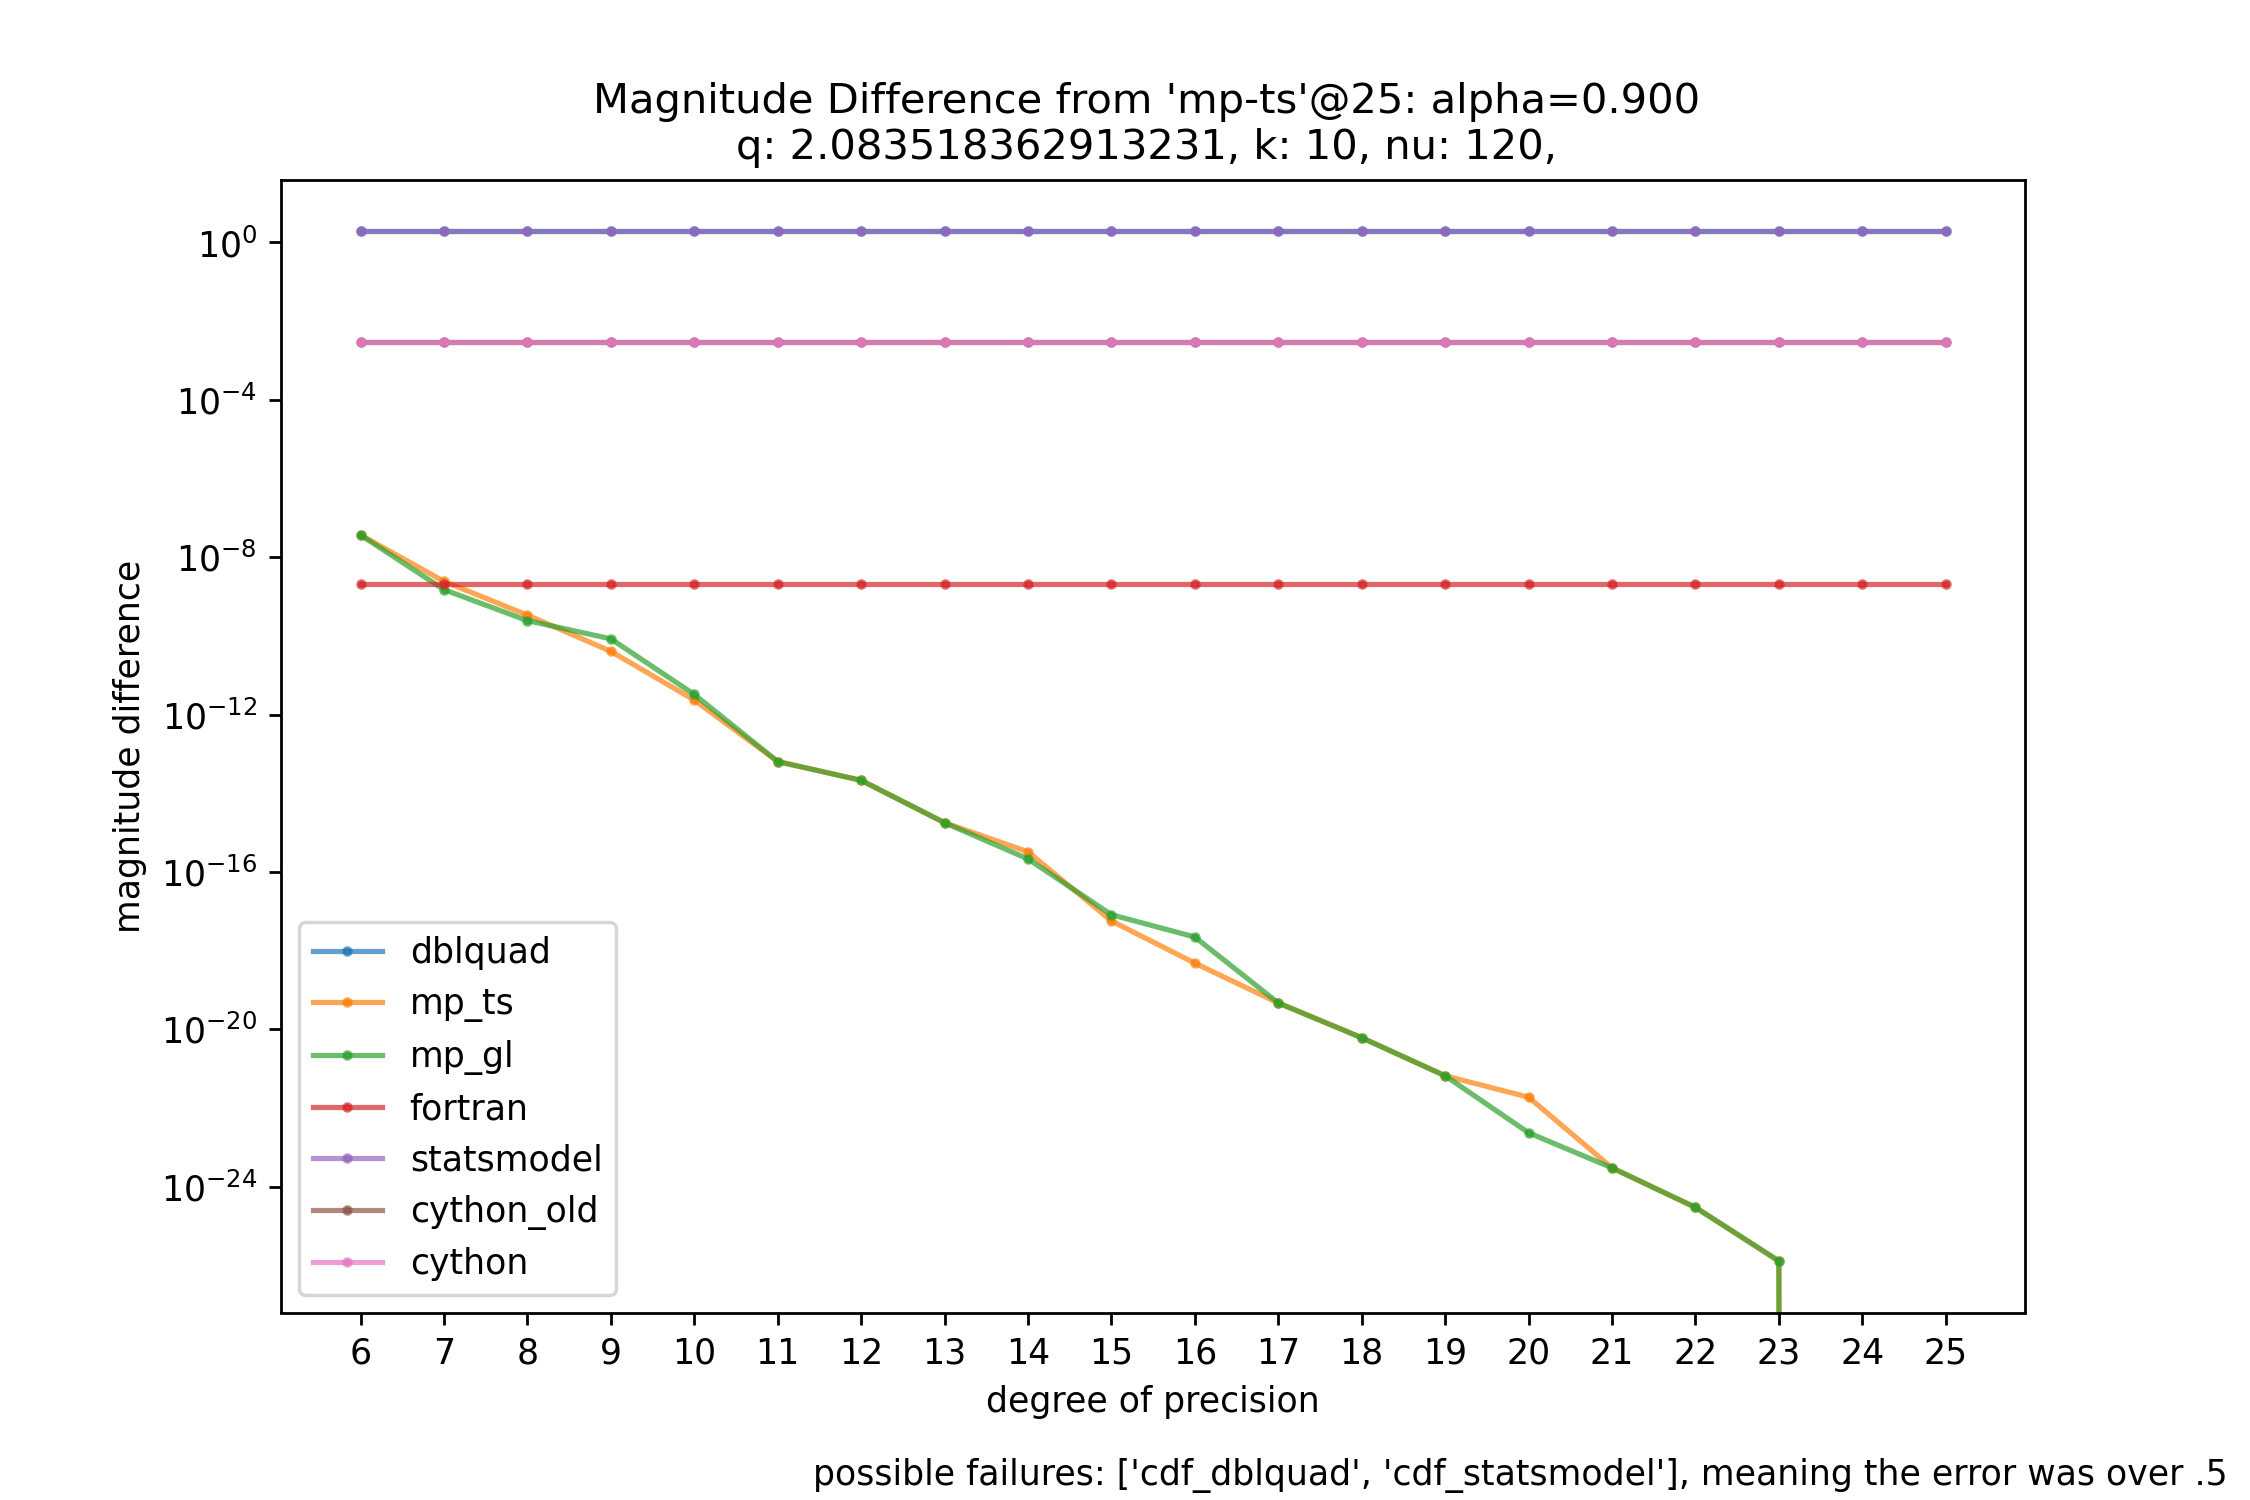 Magnitude Difference from 'mp-ts'@25: alpha=0.900
q: 2.083518362913231, k: 10, nu: 120,
magnitude difference
10⁰
10⁻⁴
10⁻⁸
10⁻¹²
10⁻¹⁶
10⁻²⁰
10⁻²⁴
dblquad
mp_ts
mp_gl
fortran
statsmodel
cython_old
cython
6 7 8 9 10 11 12 13 14 15 16 17 18 19 20 21 22 23 24 25
degree of precision
possible failures: ['cdf_dblquad', 'cdf_statsmodel'], meaning the error was over .5